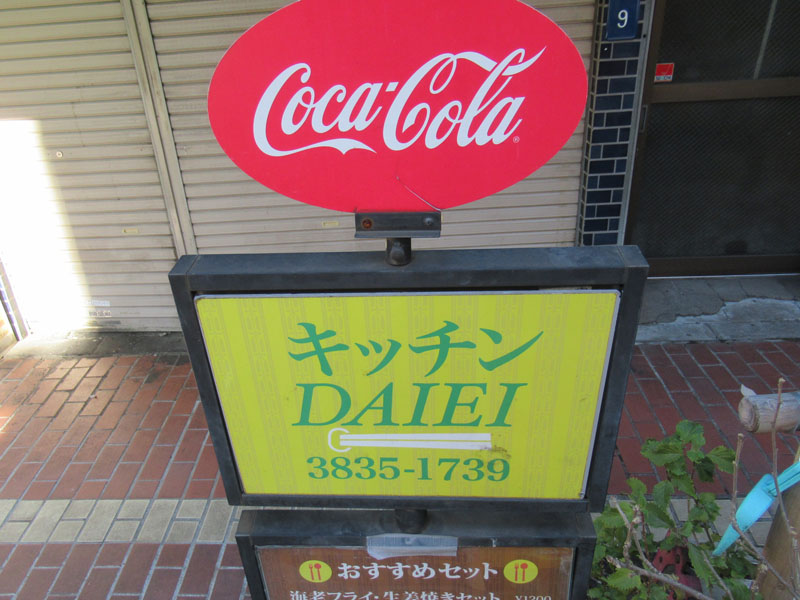 9
Coca-Cola
キッチン
DAIEI
3835-1739
おすすめセット
海老フライ・生姜焼きセット ¥1300